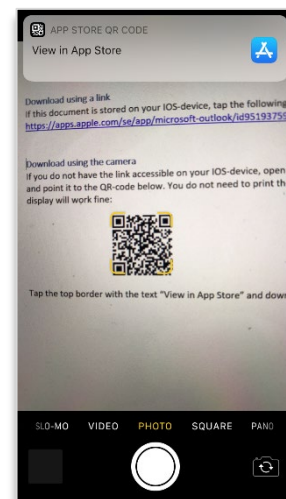 APP STORE QR CODE
View in App Store
Download using a link
If this document is stored on your IOS-device, tap the following
https://apps.apple.com/se/app/microsoft-outlook/id95193759
Download using the camera
If you do not have the link accessible on your IOS-device, open
and point it to the QR-code below. You do not need to print th
display will work fine:
Tap the top border with the text "View in App Store" and dow
SLO-MO VIDEO PHOTO SQUARE PANO